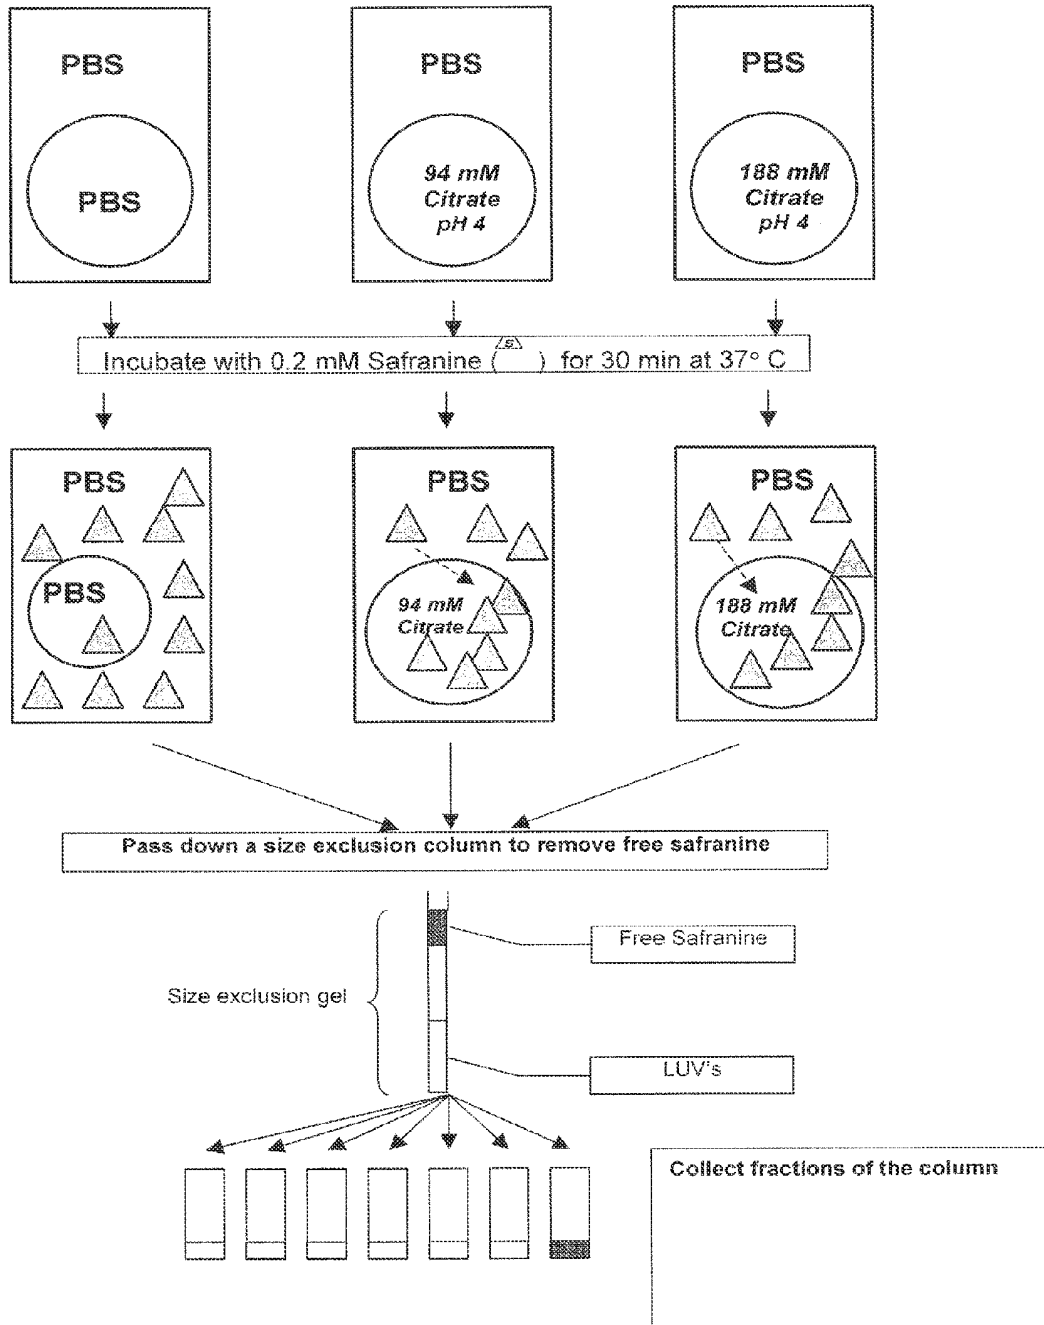 PBS
PBS
PBS
PBS
94 mM
Citrate
pH 4
188 mM
Citrate
pH 4
Incubate with 0.2 mM Safranine ( S ) for 30 min at 37° C
PBS
PBS
PBS
PBS
94 mM
Citrate
188 mM
Citrate
Pass down a size exclusion column to remove free safranine
Free Safranine
Size exclusion gel
LUV's
Collect fractions of the column